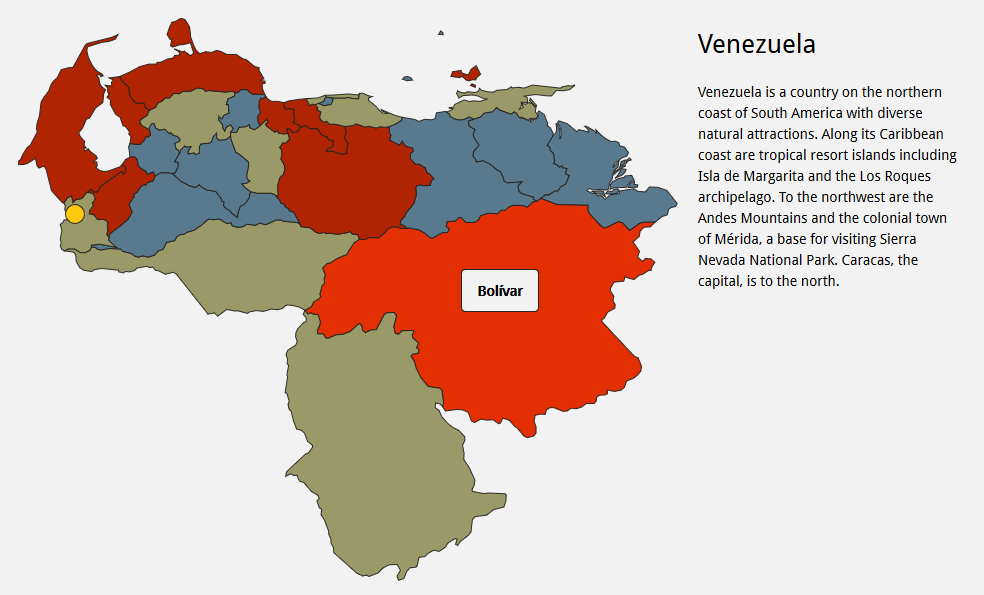 Venezuela
Venezuela is a country on the northern
coast of South America with diverse
natural attractions. Along its Caribbean
coast are tropical resort islands including
Isla de Margarita and the Los Roques
archipelago. To the northwest are the
Andes Mountains and the colonial town
of Mérida, a base for visiting Sierra
Nevada National Park. Caracas, the
capital, is to the north.
Bolívar